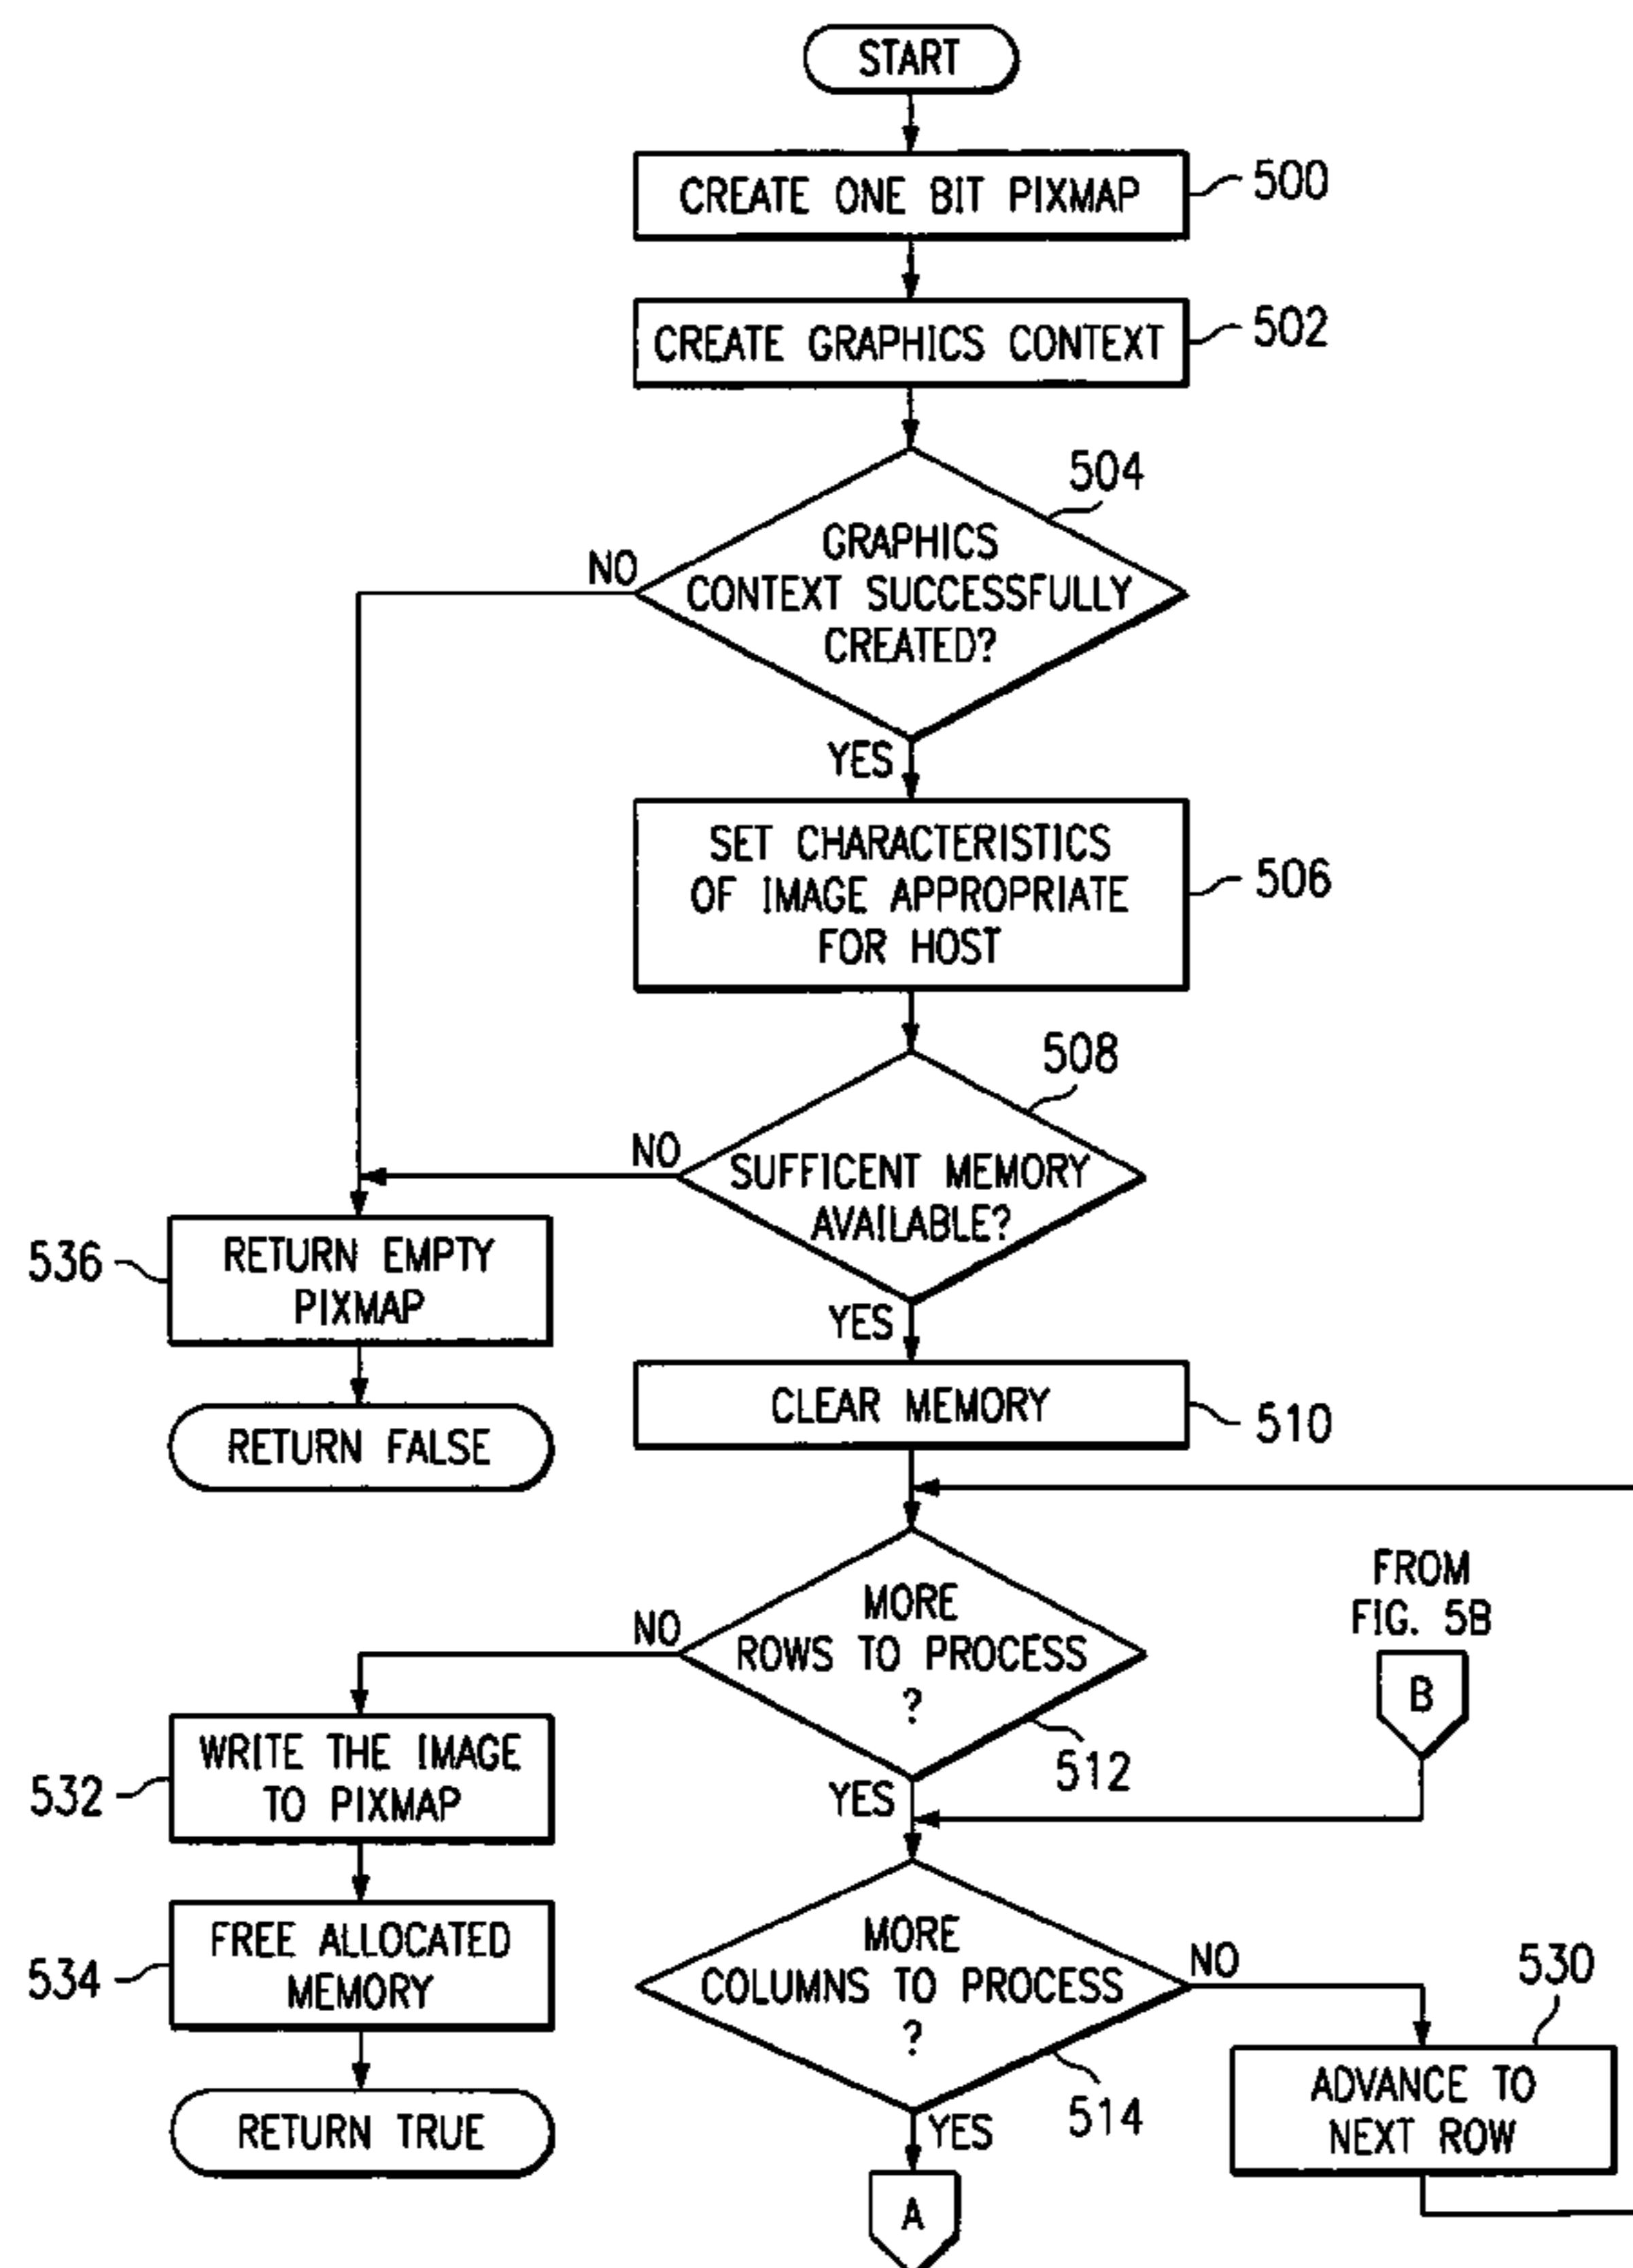 START
CREATE ONE BIT PIXMAP
500
CREATE GRAPHICS CONTEXT
502
504
GRAPHICS
CONTEXT SUCCESSFULLY
CREATED?
NO
YES
SET CHARACTERISTICS
OF IMAGE APPROPRIATE
FOR HOST
506
508
SUFFICENT MEMORY
AVAILABLE?
NO
YES
536
RETURN EMPTY
PIXMAP
RETURN FALSE
CLEAR MEMORY
510
MORE
ROWS TO PROCESS
?
NO
YES
512
FROM
FIG. 5B
B
532
WRITE THE IMAGE
TO PIXMAP
534
FREE ALLOCATED
MEMORY
RETURN TRUE
MORE
COLUMNS TO PROCESS
?
NO
YES
514
530
ADVANCE TO
NEXT ROW
A